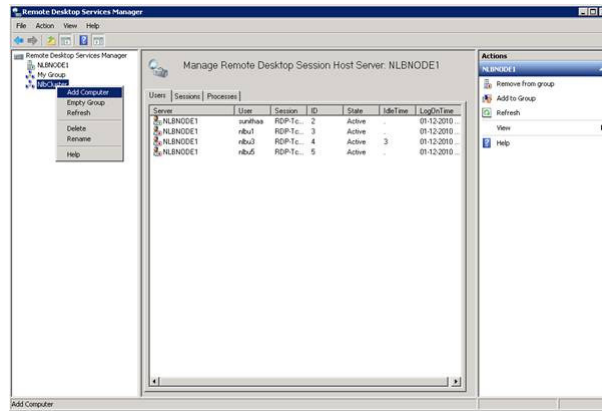 Remote Desktop Services Manager
File Action View Help
Remote Desktop Services Manager
NLBNODE1
My Group
NlbCluster
Add Computer
Empty Group
Refresh
Delete
Rename
Help
Manage Remote Desktop Session Host Server: NLBNODE1
Users Sessions Processes
Server User Session ID State IdleTime LogOnTime
NLBNODE1 sunithaa RDP-Tc... 2 Active . 01-12-2010 ...
NLBNODE1 nlbu1 RDP-Tc... 3 Active . 01-12-2010 ...
NLBNODE1 nlbu3 RDP-Tc... 4 Active 3 01-12-2010 ...
NLBNODE1 nlbu5 RDP-Tc... 5 Active . 01-12-2010 ...
Actions
NLBNODE1
Remove from group
Add to Group
Refresh
View
Help
Add Computer